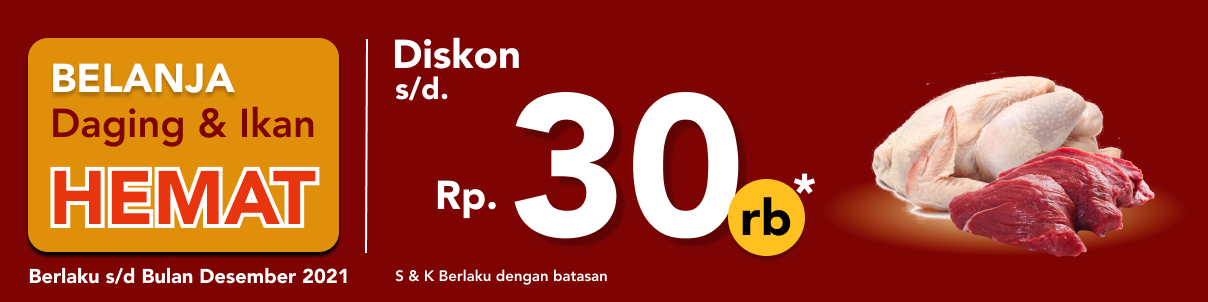 BELANJA
Daging & Ikan
HEMAT
Berlaku s/d Bulan Desember 2021
Diskon
s/d.
Rp. 30 rb*
S & K Berlaku dengan batasan